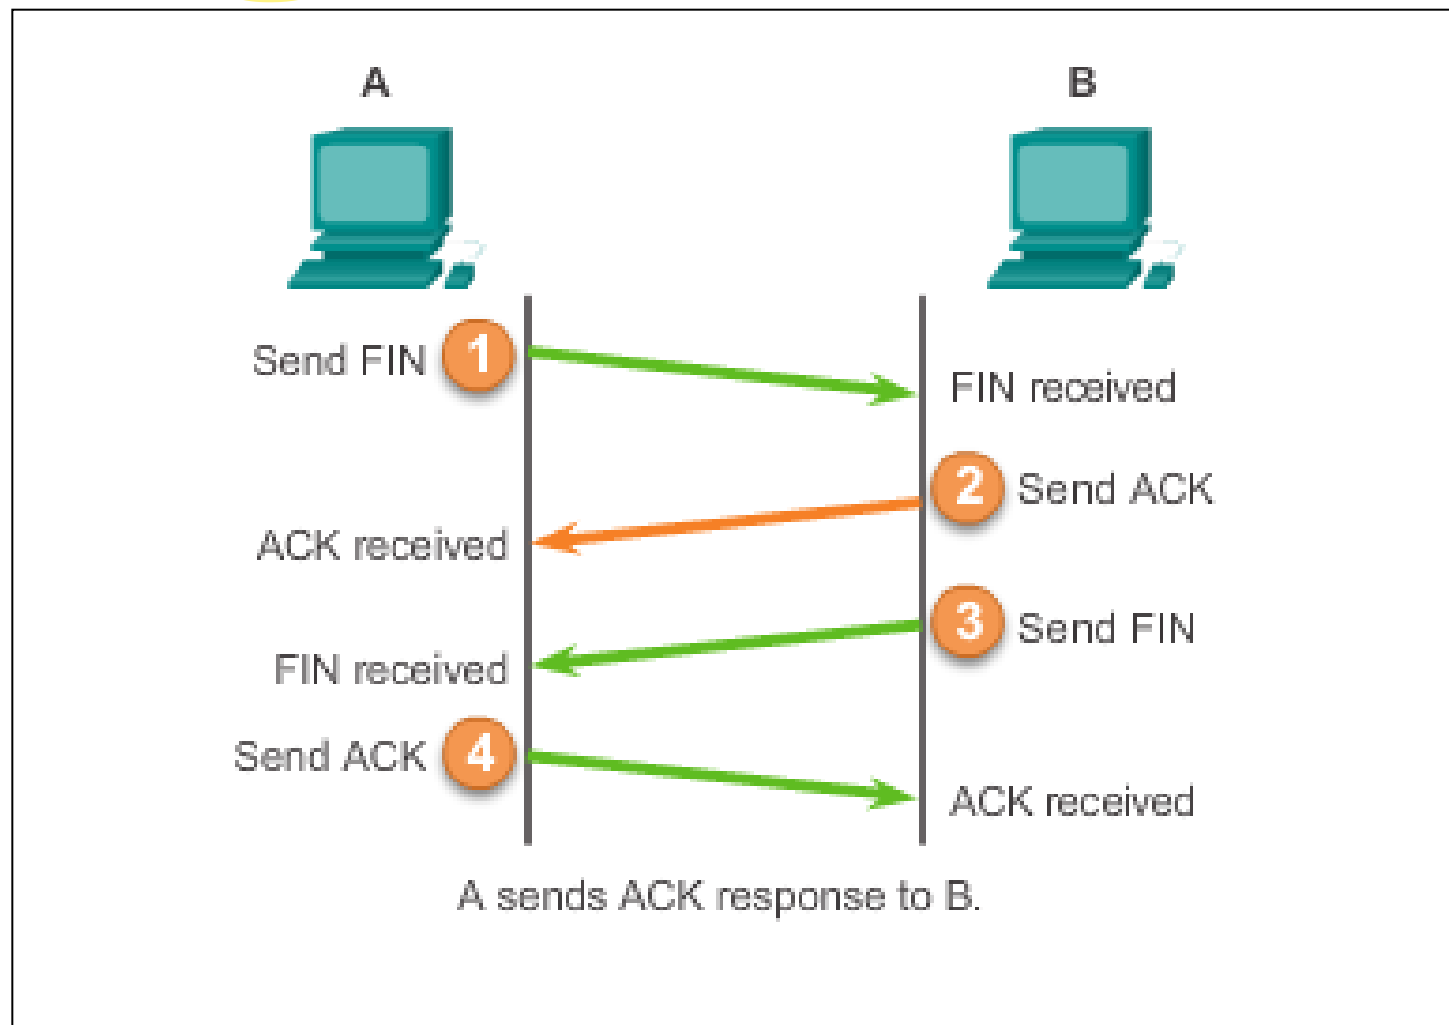 A
B
Send FIN 1
FIN received
2 Send ACK
ACK received
3 Send FIN
FIN received
Send ACK 4
ACK received
A sends ACK response to B.